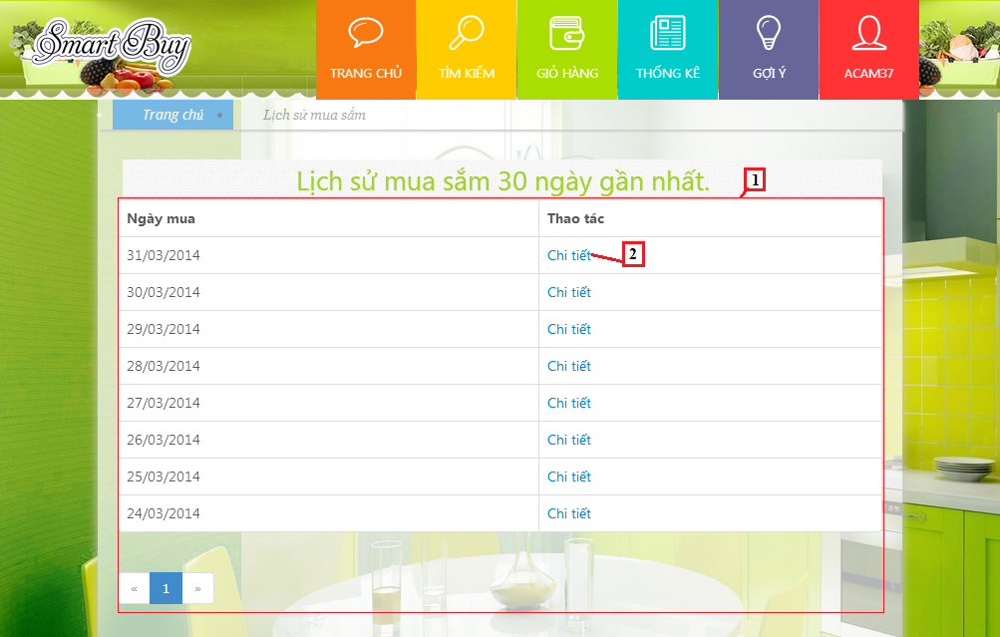 Smart Buy
TRANG CHỦ
TÌM KIẾM
GIỎ HÀNG
THỐNG KÊ
GỢI Ý
ACAM37
Trang chủ
Lịch sử mua sắm
Lịch sử mua sắm 30 ngày gần nhất.
1
Ngày mua Thao tác
31/03/2014 Chi tiết 2
30/03/2014 Chi tiết
29/03/2014 Chi tiết
28/03/2014 Chi tiết
27/03/2014 Chi tiết
26/03/2014 Chi tiết
25/03/2014 Chi tiết
24/03/2014 Chi tiết
« 1 »